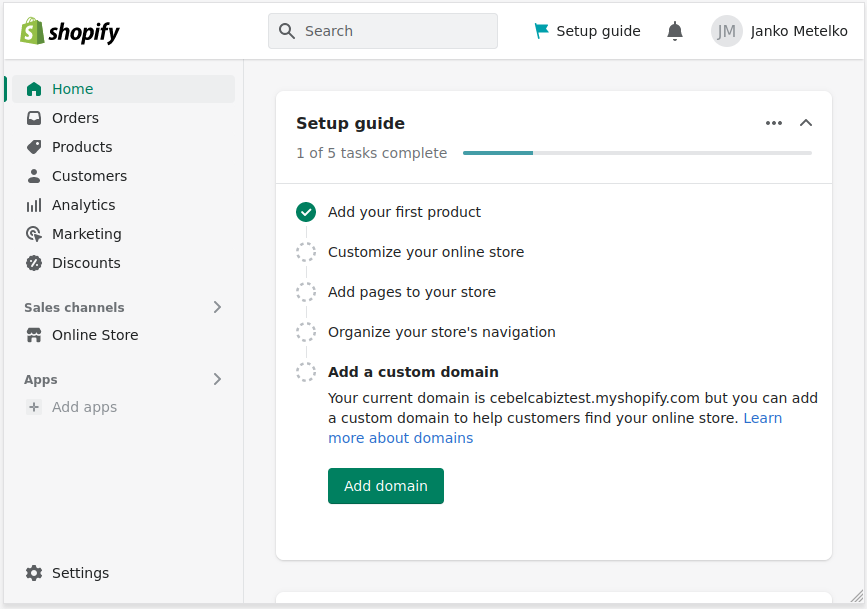 shopify
Search
Setup guide
JM
Janko Metelko
Home
Orders
Products
Customers
Analytics
Marketing
Discounts
Sales channels
Online Store
Apps
Add apps
Settings
Setup guide
1 of 5 tasks complete
Add your first product
Customize your online store
Add pages to your store
Organize your store's navigation
Add a custom domain
Your current domain is cebelcabiztest.myshopify.com but you can add
a custom domain to help customers find your online store. Learn
more about domains
Add domain